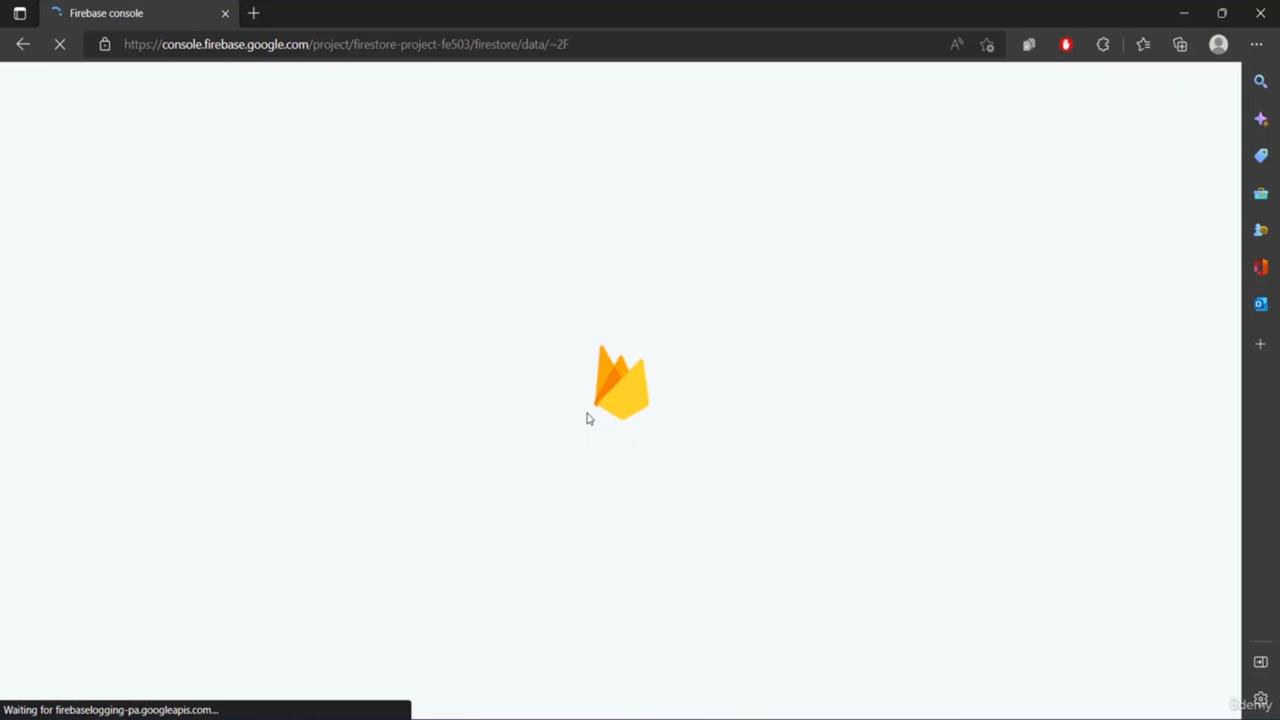 Firebase console
https://console.firebase.google.com/project/firestore-project-fe503/firestore/data/~2F
Waiting for firebaselogging-pa.googleapis.com...
ûdemy